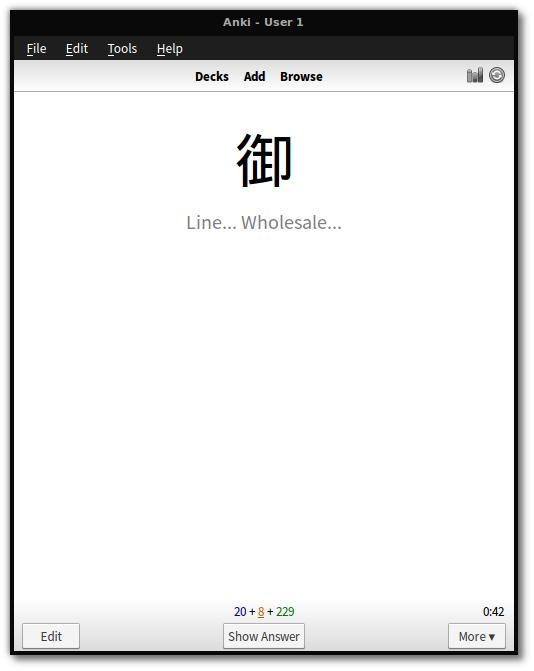 Anki - User 1
File Edit Tools Help
Decks Add Browse
御
Line... Wholesale...
20 + 8 + 229
0:42
Edit
Show Answer
More ▾